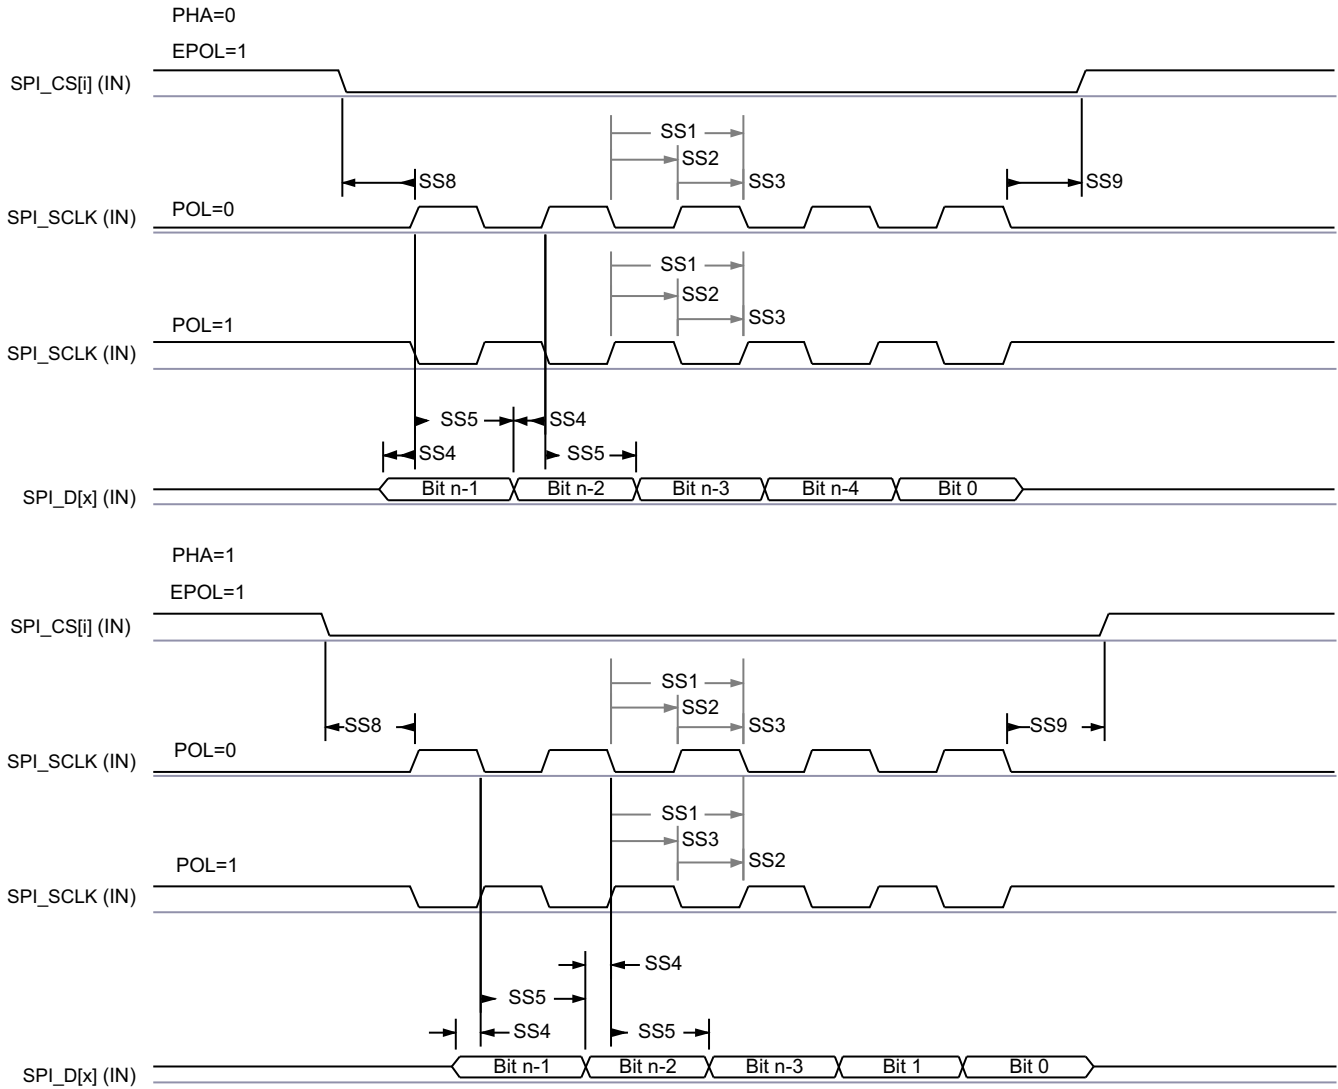 PHA=0
EPOL=1
SPI_CS[i] (IN)
SS1
SS2
SS8
SS3
SS9
POL=0
SPI_SCLK (IN)
SS1
SS2
SS3
POL=1
SPI_SCLK (IN)
SS5
SS4
SS4
SS5
SPI_D[x] (IN)
Bit n-1
Bit n-2
Bit n-3
Bit n-4
Bit 0
PHA=1
EPOL=1
SPI_CS[i] (IN)
SS1
SS2
SS8
SS3
SS9
POL=0
SPI_SCLK (IN)
SS1
SS3
SS2
POL=1
SPI_SCLK (IN)
SS4
SS5
SS4
SS5
SPI_D[x] (IN)
Bit n-1
Bit n-2
Bit n-3
Bit 1
Bit 0